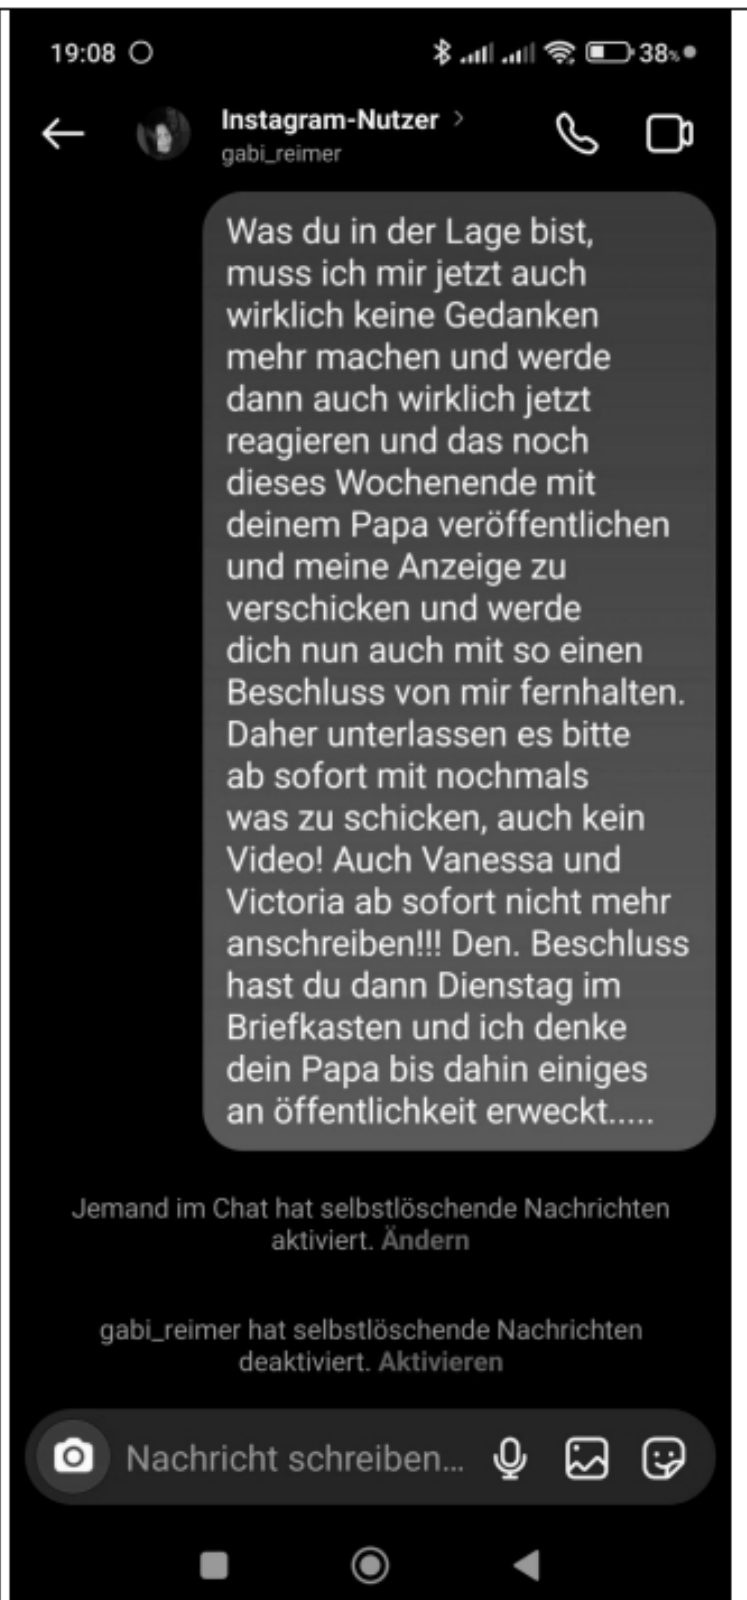 19:08
38%
Instagram-Nutzer >
gabi_reimer
Was du in der Lage bist,
muss ich mir jetzt auch
wirklich keine Gedanken
mehr machen und werde
dann auch wirklich jetzt
reagieren und das noch
dieses Wochenende mit
deinem Papa veröffentlichen
und meine Anzeige zu
verschicken und werde
dich nun auch mit so einen
Beschluss von mir fernhalten.
Daher unterlassen es bitte
ab sofort mit nochmals
was zu schicken, auch kein
Video! Auch Vanessa und
Victoria ab sofort nicht mehr
anschreiben!!! Den. Beschluss
hast du dann Dienstag im
Briefkasten und ich denke
dein Papa bis dahin einiges
an öffentlichkeit erweckt.....
Jemand im Chat hat selbstlöschende Nachrichten
aktiviert. Ändern
gabi_reimer hat selbstlöschende Nachrichten
deaktiviert. Aktivieren
Nachricht schreiben...